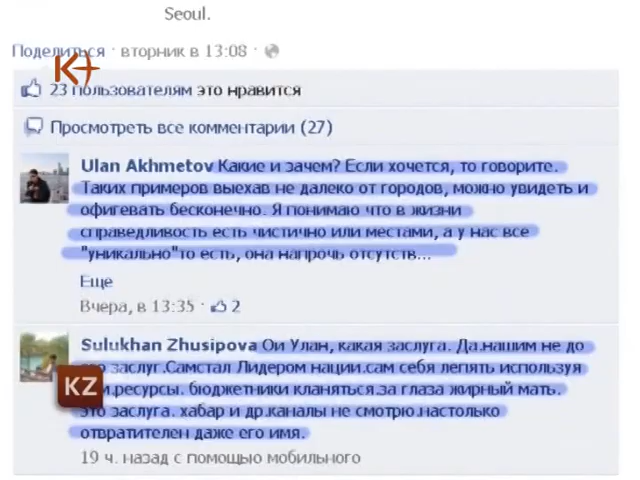 Seoul.
Поделиться · вторник в 13:08 ·
K+
23 пользователям это нравится
Просмотреть все комментарии (27)
Ulan Akhmetov Какие и зачем? Если хочется, то говорите.
Таких примеров выехав не далеко от городов, можно увидеть и
офигевать бесконечно. Я понимаю что в жизни
справедливость есть чистично или местами, а у нас все
"уникально"то есть, она напрочь отсутств...
Еще
Вчера, в 13:35 · 2
Sulukhan Zhusipova Ои Улан, какая заслуга. Да.нашим не до
заслуг.Самстал Лидером нации.сам себя лепять используя
KZ
ресурсы. бюджетники кланяться.за глаза жирный мать.
это заслуга. хабар и др.каналы не смотрю.настолько
отвратителен даже его имя.
19 ч. назад с помощью мобильного